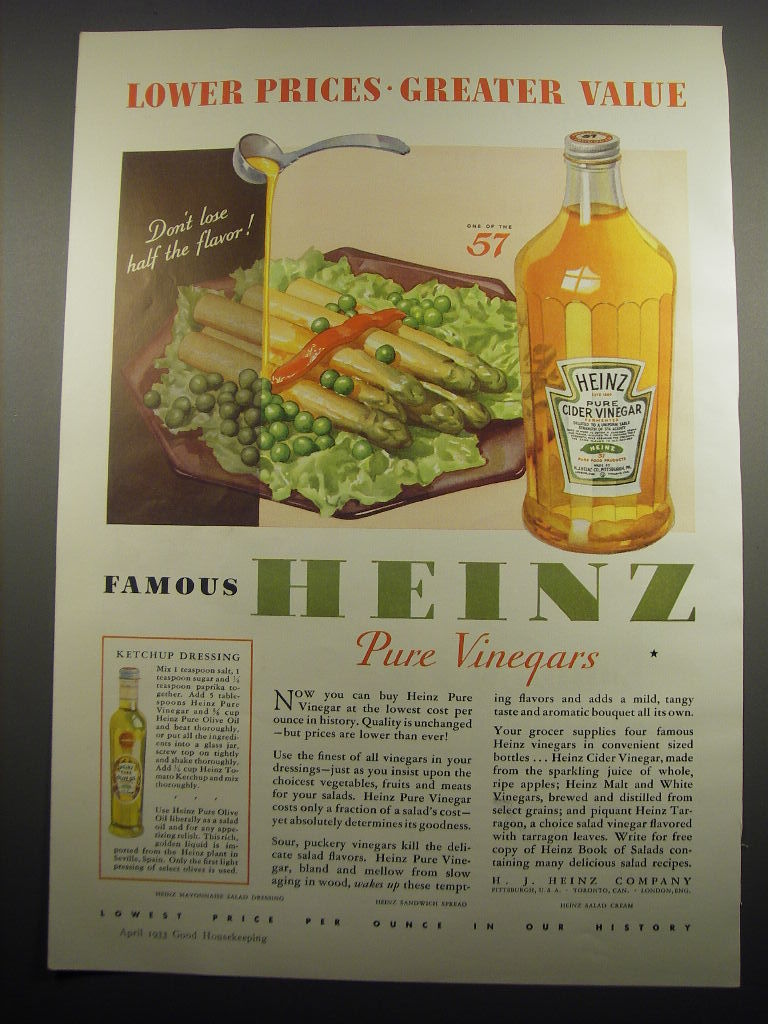 LOWER PRICES · GREATER VALUE
Don't lose
half the flavor!
ONE OF THE
57
HEINZ
PURE
CIDER VINEGAR
HEINZ
57
PURE FOOD PRODUCTS
MADE BY
H.J. HEINZ CO. PITTSBURGH, PA.
FAMOUS HEINZ
Pure Vinegars
KETCHUP DRESSING
Mix 1 teaspoon salt, 1
teaspoon sugar and
teaspoon paprika to-
gether. Add 5 table-
spoons Heinz Pure
Vinegar and cup
Heinz Pure Olive Oil
and beat thoroughly,
or put all the ingredi-
ents into a glass jar,
screw top on tightly
and shake thoroughly.
Add cup Heinz To-
mato Ketchup and mix
thoroughly.
Use Heinz Pure Olive
Oil liberally as a salad
oil and for any appe-
tizing relish. This rich,
golden liquid is im-
ported from the Heinz plant in
Seville, Spain. Only the first light
pressing of select olives is used.
NOW you can buy Heinz Pure
Vinegar at the lowest cost per
ounce in history. Quality is unchanged
—but prices are lower than ever!
Use the finest of all vinegars in your
dressings—just as you insist upon the
choicest vegetables, fruits and meats
for your salads. Heinz Pure Vinegar
costs only a fraction of a salad's cost—
yet absolutely determines its goodness.
Sour, puckery vinegars kill the deli-
cate salad flavors. Heinz Pure Vine-
gar, bland and mellow from slow
aging in wood, wakes up these tempt-
ing flavors and adds a mild, tangy
taste and aromatic bouquet all its own.
Your grocer supplies four famous
Heinz vinegars in convenient sized
bottles . . . Heinz Cider Vinegar, made
from the sparkling juice of whole,
ripe apples; Heinz Malt and White
Vinegars, brewed and distilled from
select grains; and piquant Heinz Tar-
ragon, a choice salad vinegar flavored
with tarragon leaves. Write for free
copy of Heinz Book of Salads con-
taining many delicious salad recipes.
H. J. HEINZ COMPANY
PITTSBURGH, U.S.A. · TORONTO, CAN. · LONDON, ENG.
HEINZ MAYONNAISE SALAD DRESSING
HEINZ SANDWICH SPREAD
HEINZ SALAD CREAM
LOWEST PRICE PER OUNCE IN OUR HISTORY
April 1933 Good Housekeeping